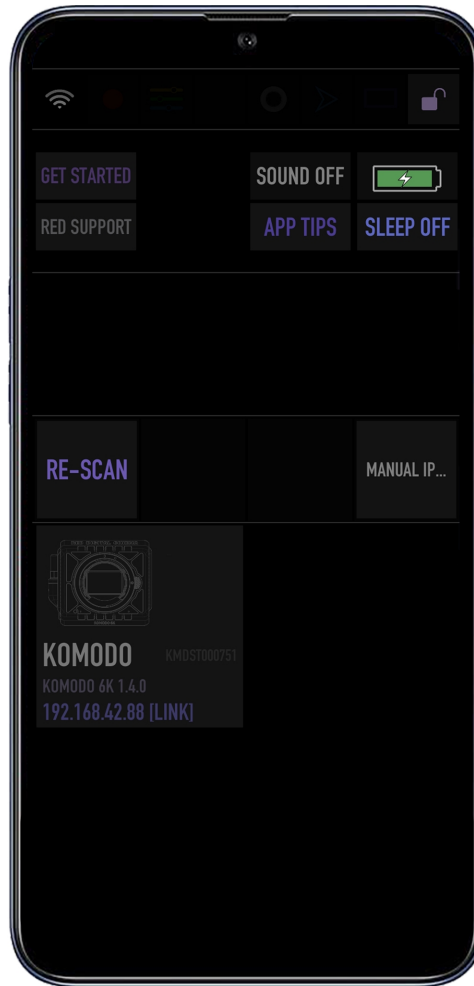 GET STARTED
SOUND OFF
RED SUPPORT
APP TIPS
SLEEP OFF
RE-SCAN
MANUAL IP...
KOMODO
KMDST000751
KOMODO 6K 1.4.0
192.168.42.88 [LINK]